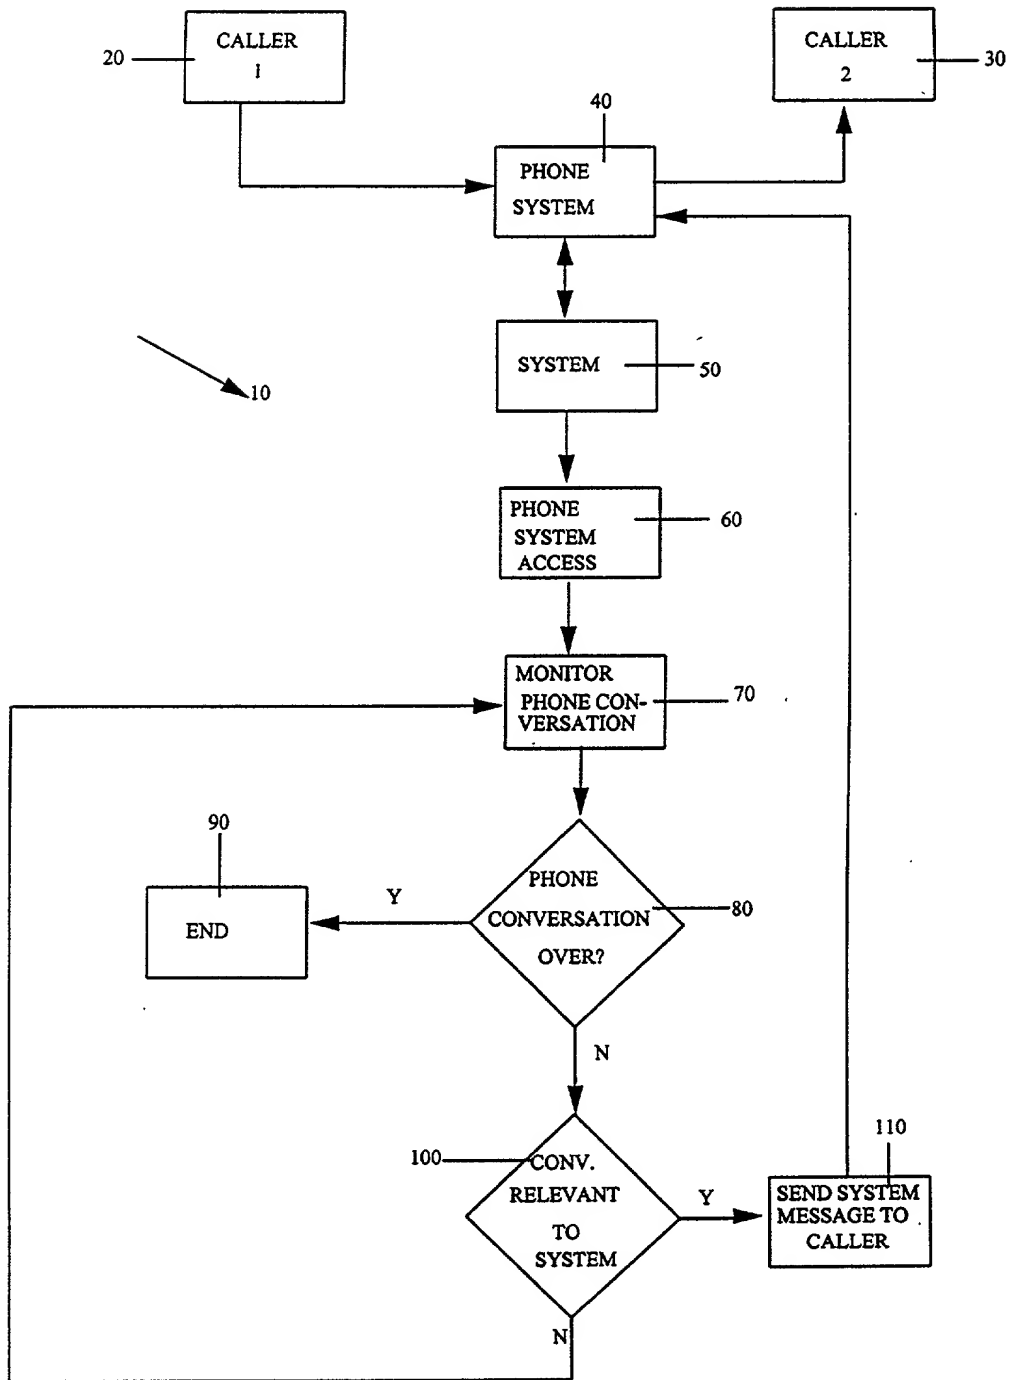 CALLER
1
20
CALLER
2
30
40
PHONE
SYSTEM
SYSTEM
50
10
PHONE
SYSTEM
ACCESS
60
MONITOR
PHONE CON-
VERSATION
70
90
END
Y
PHONE
CONVERSATION
OVER?
80
N
100
CONV.
RELEVANT
TO
SYSTEM
Y
110
SEND SYSTEM
MESSAGE TO
CALLER
N